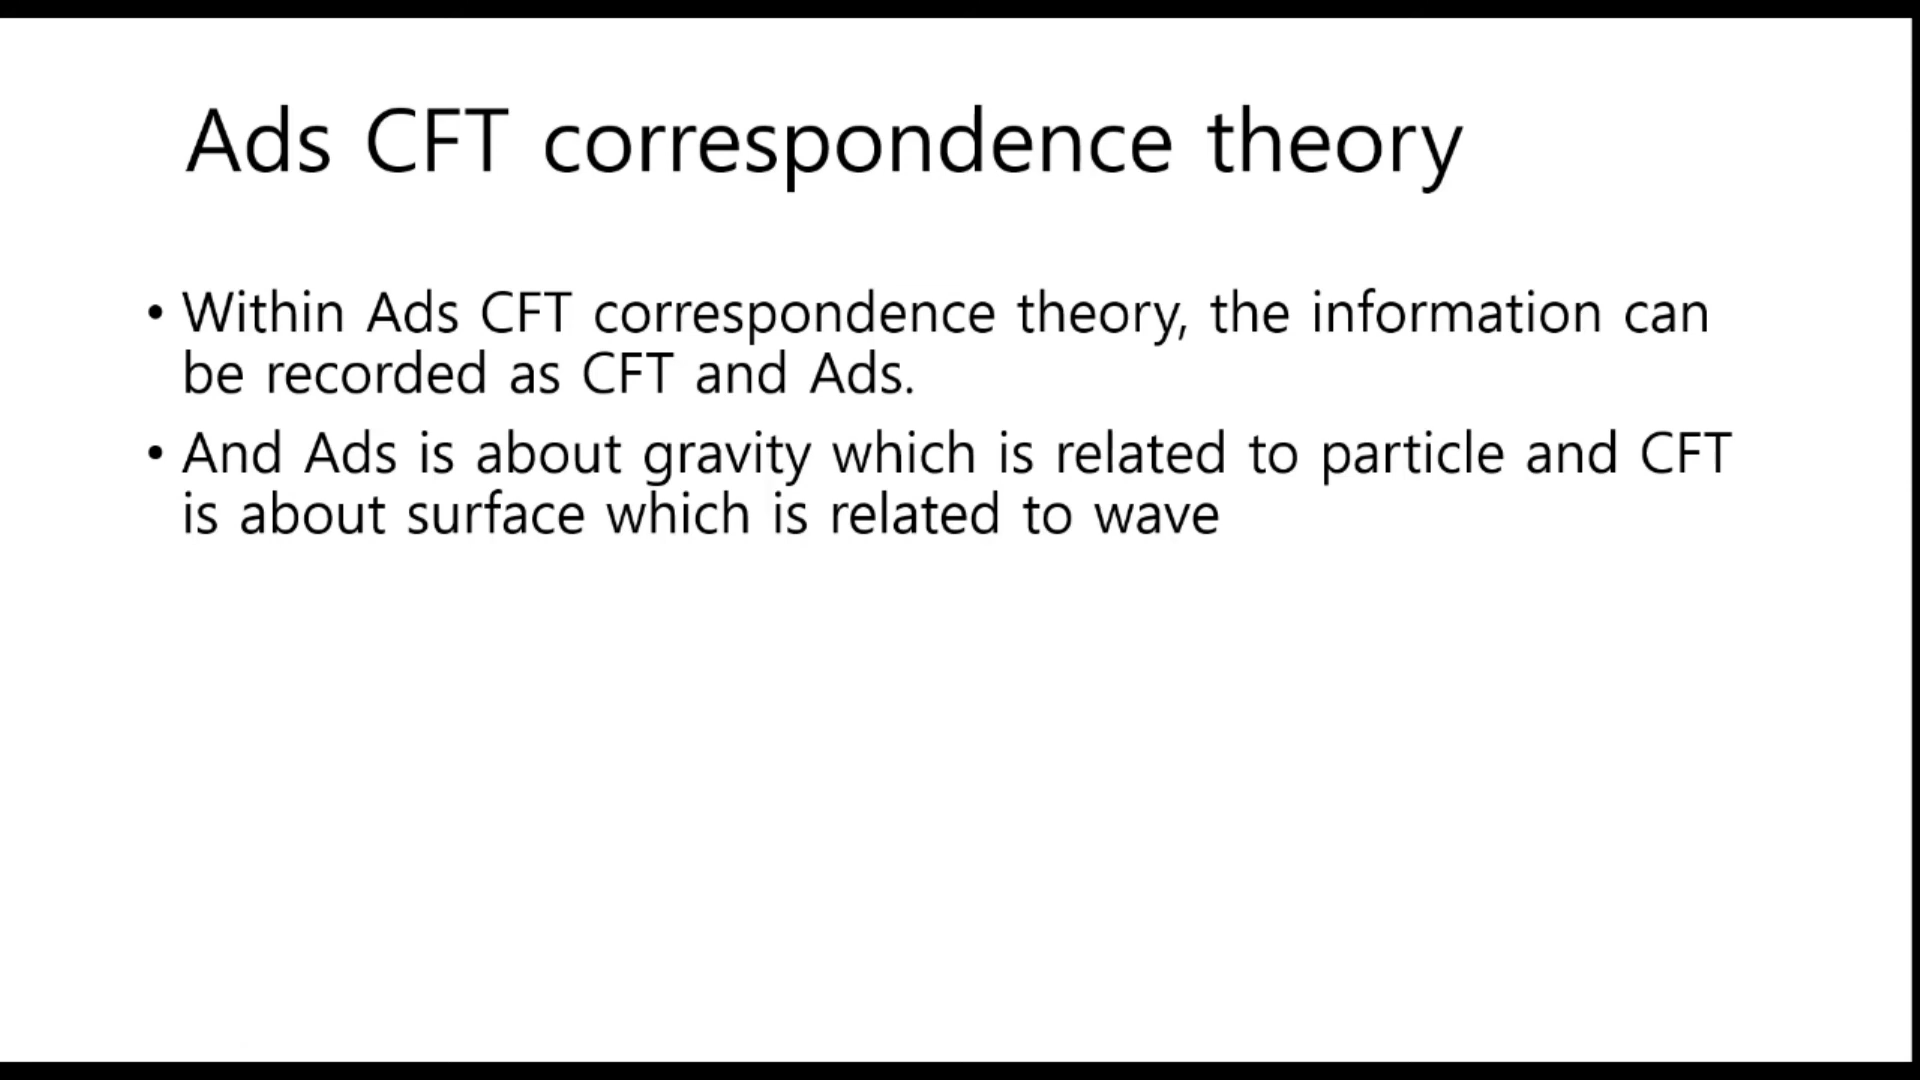 Ads CFT correspondence theory
• Within Ads CFT correspondence theory, the information can
be recorded as CFT and Ads.
• And Ads is about gravity which is related to particle and CFT
is about surface which is related to wave